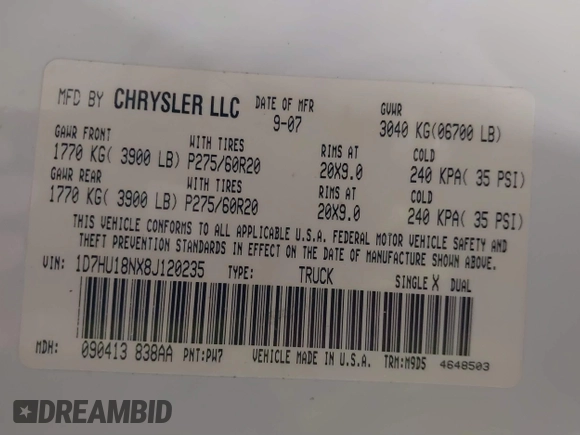 MFD BY CHRYSLER LLC DATE OF MFR 9-07 GVWR 3040 KG(06700 LB)
GAWR FRONT WITH TIRES RIMS AT COLD
1770 KG( 3900 LB) P275/60R20 20X9.0 240 KPA( 35 PSI)
GAWR REAR WITH TIRES RIMS AT COLD
1770 KG( 3900 LB) P275/60R20 20X9.0 240 KPA( 35 PSI)
THIS VEHICLE CONFORMS TO ALL APPLICABLE U.S.A. FEDERAL MOTOR VEHICLE SAFETY AND
THEFT PREVENTION STANDARDS IN EFFECT ON THE DATE OF MANUFACTURE SHOWN ABOVE.
VIN: 1D7HU18NX8J120235 TYPE: TRUCK SINGLE X DUAL
MDH: 090413 838AA PNT:PW7 VEHICLE MADE IN U.S.A. TRM:M9D5 4648503
DREAMBID